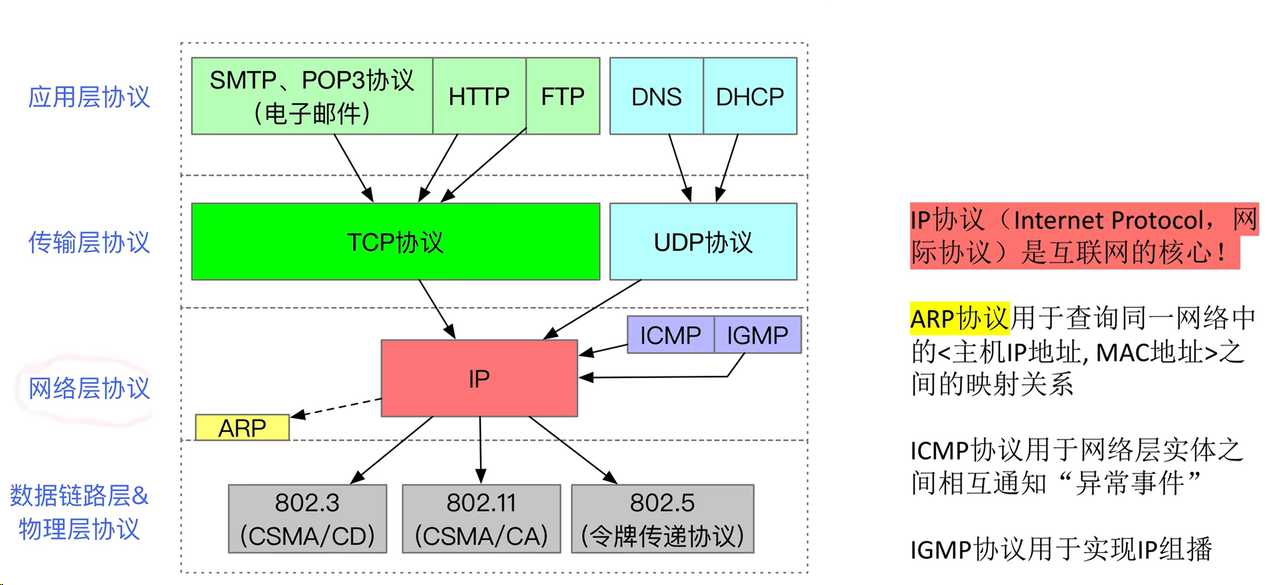 应用层协议
SMTP、POP3协议
（电子邮件）
HTTP
FTP
DNS
DHCP
传输层协议
TCP协议
UDP协议
网络层协议
ICMP
IGMP
IP
ARP
数据链路层&
物理层协议
802.3
(CSMA/CD)
802.11
(CSMA/CA)
802.5
(令牌传递协议)
IP协议（Internet Protocol，网
际协议）是互联网的核心！
ARP协议用于查询同一网络中
的<主机IP地址, MAC地址>之
间的映射关系
ICMP协议用于网络层实体之
间相互通知“异常事件”
IGMP协议用于实现IP组播